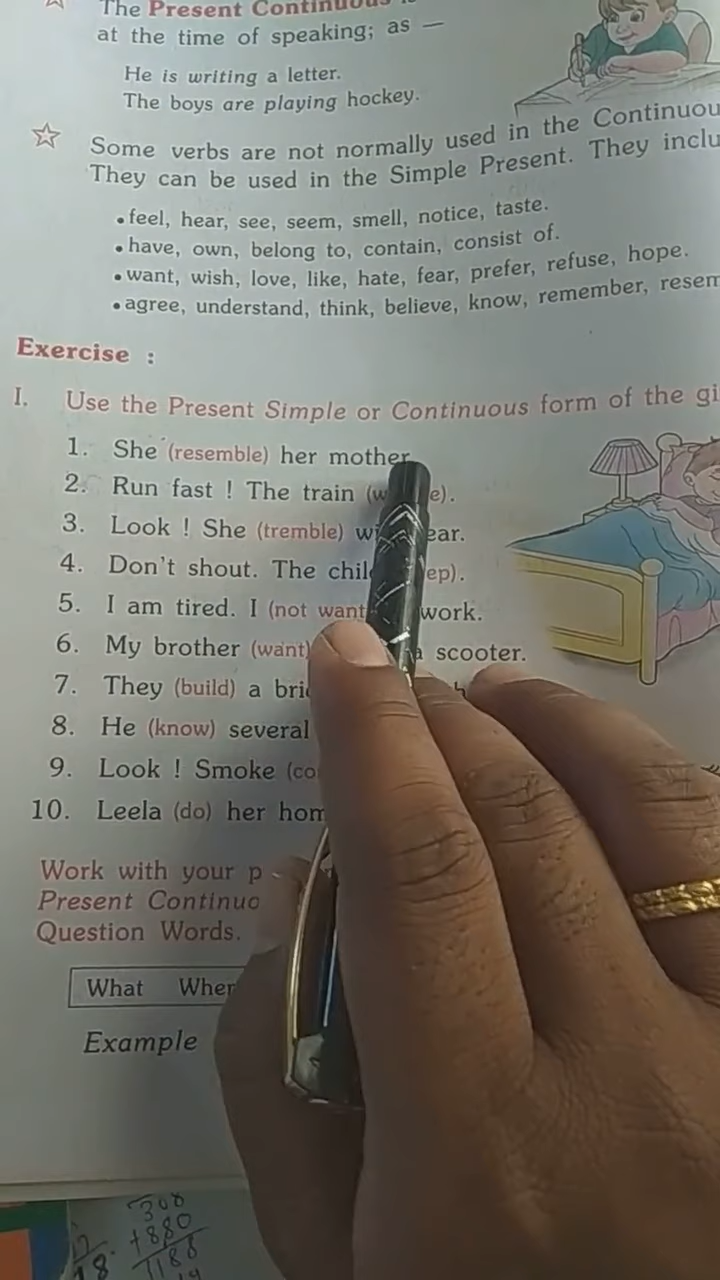 The Present Continuous
at the time of speaking; as —
He is writing a letter.
The boys are playing hockey.
☆ Some verbs are not normally used in the Continuou
They can be used in the Simple Present. They inclu
• feel, hear, see, seem, smell, notice, taste.
• have, own, belong to, contain, consist of.
• want, wish, love, like, hate, fear, prefer, refuse, hope.
• agree, understand, think, believe, know, remember, resem
Exercise :
I. Use the Present Simple or Continuous form of the gi
1. She (resemble) her mother
2. Run fast ! The train
3. Look ! She (tremble)
4. Don't shout. The
5. I am tired. I (not want work.
6. My brother (want) a scooter.
7. They (build) a
8. He (know) several
9. Look ! Smoke
10. Leela (do) her
Work with your
Present
Question Words.
What
Example
308
+880
1188